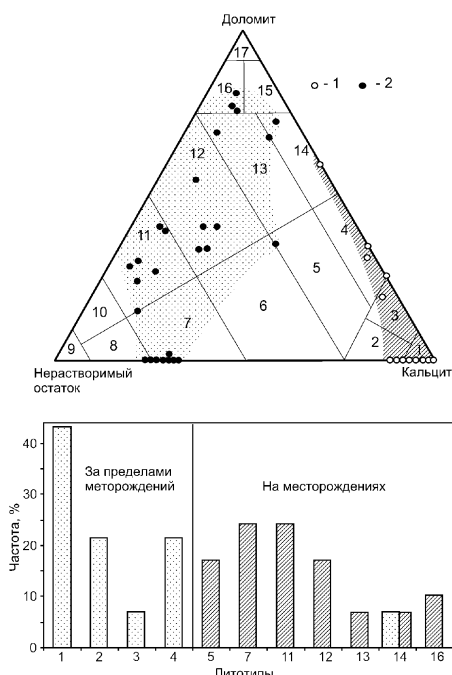 Доломит
17
16 15
- 1 - 2
12 14
13
11 4
5
10 7 6 3
9 8 2 1
Нерастворимый
остаток
Кальцит
Частота, %
40
30
20
10
0
За пределами
меторождений
На месторождениях
1 2 3 4 5 7 11 12 13 14 16
Литотипы